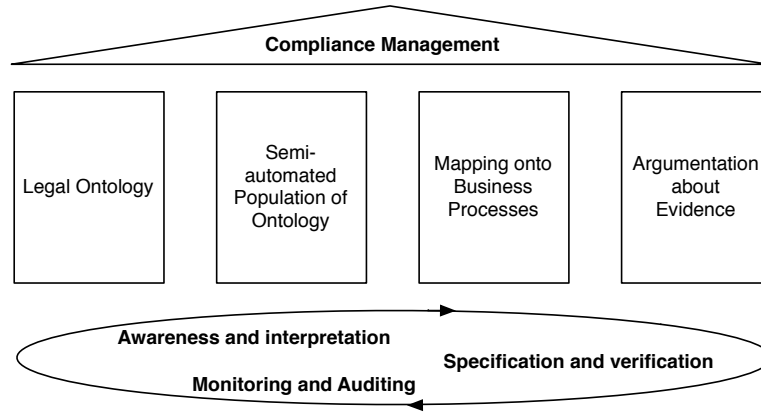 Compliance Management
Legal Ontology
Semi-
automated
Population of
Ontology
Mapping onto
Business
Processes
Argumentation
about
Evidence
Awareness and interpretation
Specification and verification
Monitoring and Auditing